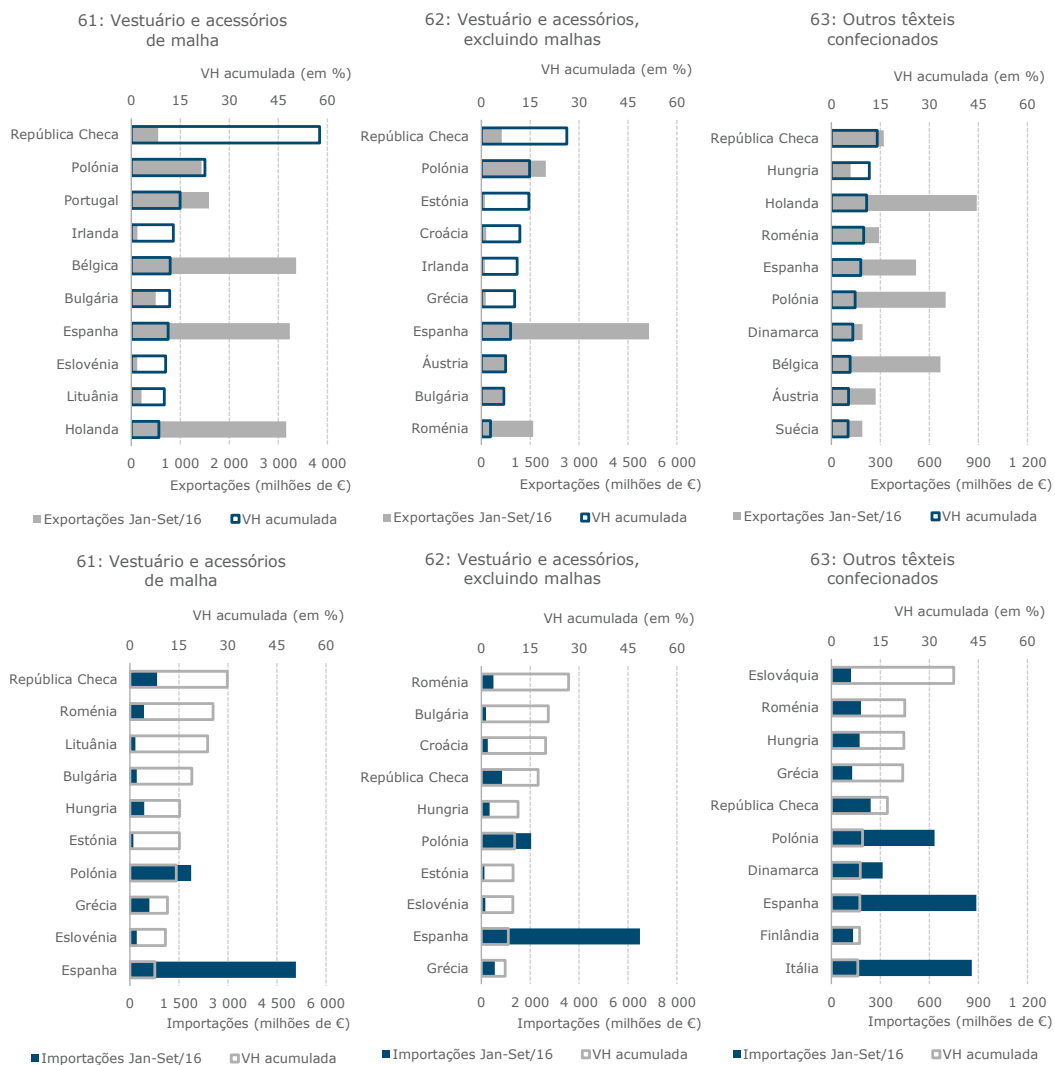 61: Vestuário e acessórios
de malha
VH acumulada (em %)
0 15 30 45 60
República Checa
Polónia
Portugal
Irlanda
Bélgica
Bulgária
Espanha
Eslovénia
Lituânia
Holanda
0 1 000 2 000 3 000 4 000
Exportações (milhões de €)
Exportações Jan-Set/16 VH acumulada
62: Vestuário e acessórios,
excluindo malhas
VH acumulada (em %)
0 15 30 45 60
República Checa
Polónia
Estónia
Croácia
Irlanda
Grécia
Espanha
Áustria
Bulgária
Roménia
0 1 000 2 000 3 000 4 000 5 000 6 000
Exportações (milhões de €)
Exportações Jan-Set/16 VH acumulada
63: Outros têxteis
confecionados
VH acumulada (em %)
0 15 30 45 60
República Checa
Hungria
Holanda
Roménia
Espanha
Polónia
Dinamarca
Bélgica
Áustria
Suécia
0 300 600 900 1 200
Exportações (milhões de €)
Exportações Jan-Set/16 VH acumulada
61: Vestuário e acessórios
de malha
VH acumulada (em %)
0 15 30 45 60
República Checa
Roménia
Lituânia
Bulgária
Hungria
Estónia
Polónia
Grécia
Eslovénia
Espanha
0 1 500 3 000 4 500 6 000
Importações (milhões de €)
Importações Jan-Set/16 VH acumulada
62: Vestuário e acessórios,
excluindo malhas
VH acumulada (em %)
0 15 30 45 60
Roménia
Bulgária
Croácia
República Checa
Hungria
Polónia
Estónia
Eslovénia
Espanha
Grécia
0 2 000 4 000 6 000 8 000
Importações (milhões de €)
Importações Jan-Set/16 VH acumulada
63: Outros têxteis
confecionados
VH acumulada (em %)
0 15 30 45 60
Eslováquia
Roménia
Hungria
Grécia
República Checa
Polónia
Dinamarca
Espanha
Finlândia
Itália
0 300 600 900 1 200
Importações (milhões de €)
Importações Jan-Set/16 VH acumulada